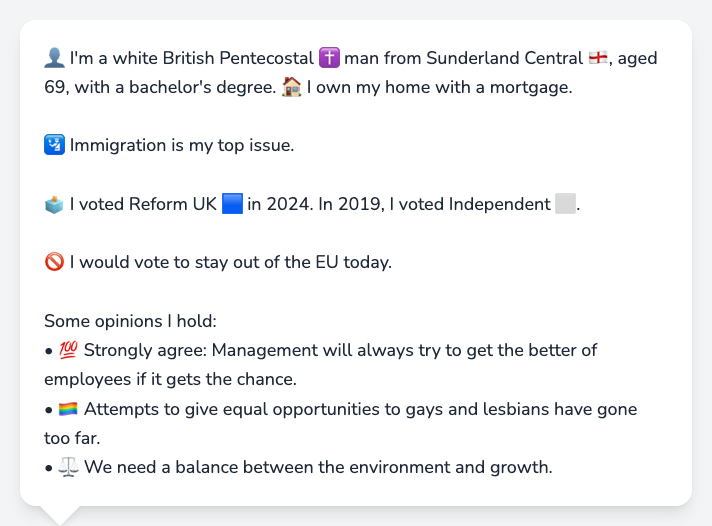 👤 I'm a white British Pentecostal ✝️ man from Sunderland Central 🏴󠁧󠁢󠁥󠁮󠁧󠁿, aged
69, with a bachelor's degree. 🏠 I own my home with a mortgage.
🛂 Immigration is my top issue.
🗳️ I voted Reform UK 🟦 in 2024. In 2019, I voted Independent ⬜.
🚫 I would vote to stay out of the EU today.
Some opinions I hold:
• 💯 Strongly agree: Management will always try to get the better of
employees if it gets the chance.
• 🏳️‍🌈 Attempts to give equal opportunities to gays and lesbians have gone
too far.
• ⚖️ We need a balance between the environment and growth.